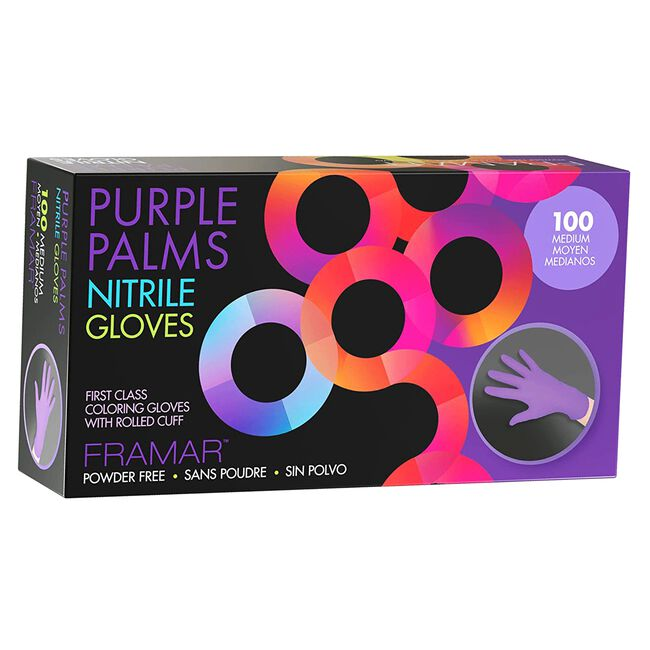 PURPLE
PALMS
NITRILE
GLOVES
FIRST CLASS
COLORING GLOVES
WITH ROLLED CUFF
FRAMAR™
POWDER FREE • SANS POUDRE • SIN POLVO
100
MEDIUM
MOYEN
MEDIANOS
PURPLE PALMS
NITRILE GLOVES
100 MEDIUM
MOYEN • MEDIANOS
FRAMAR